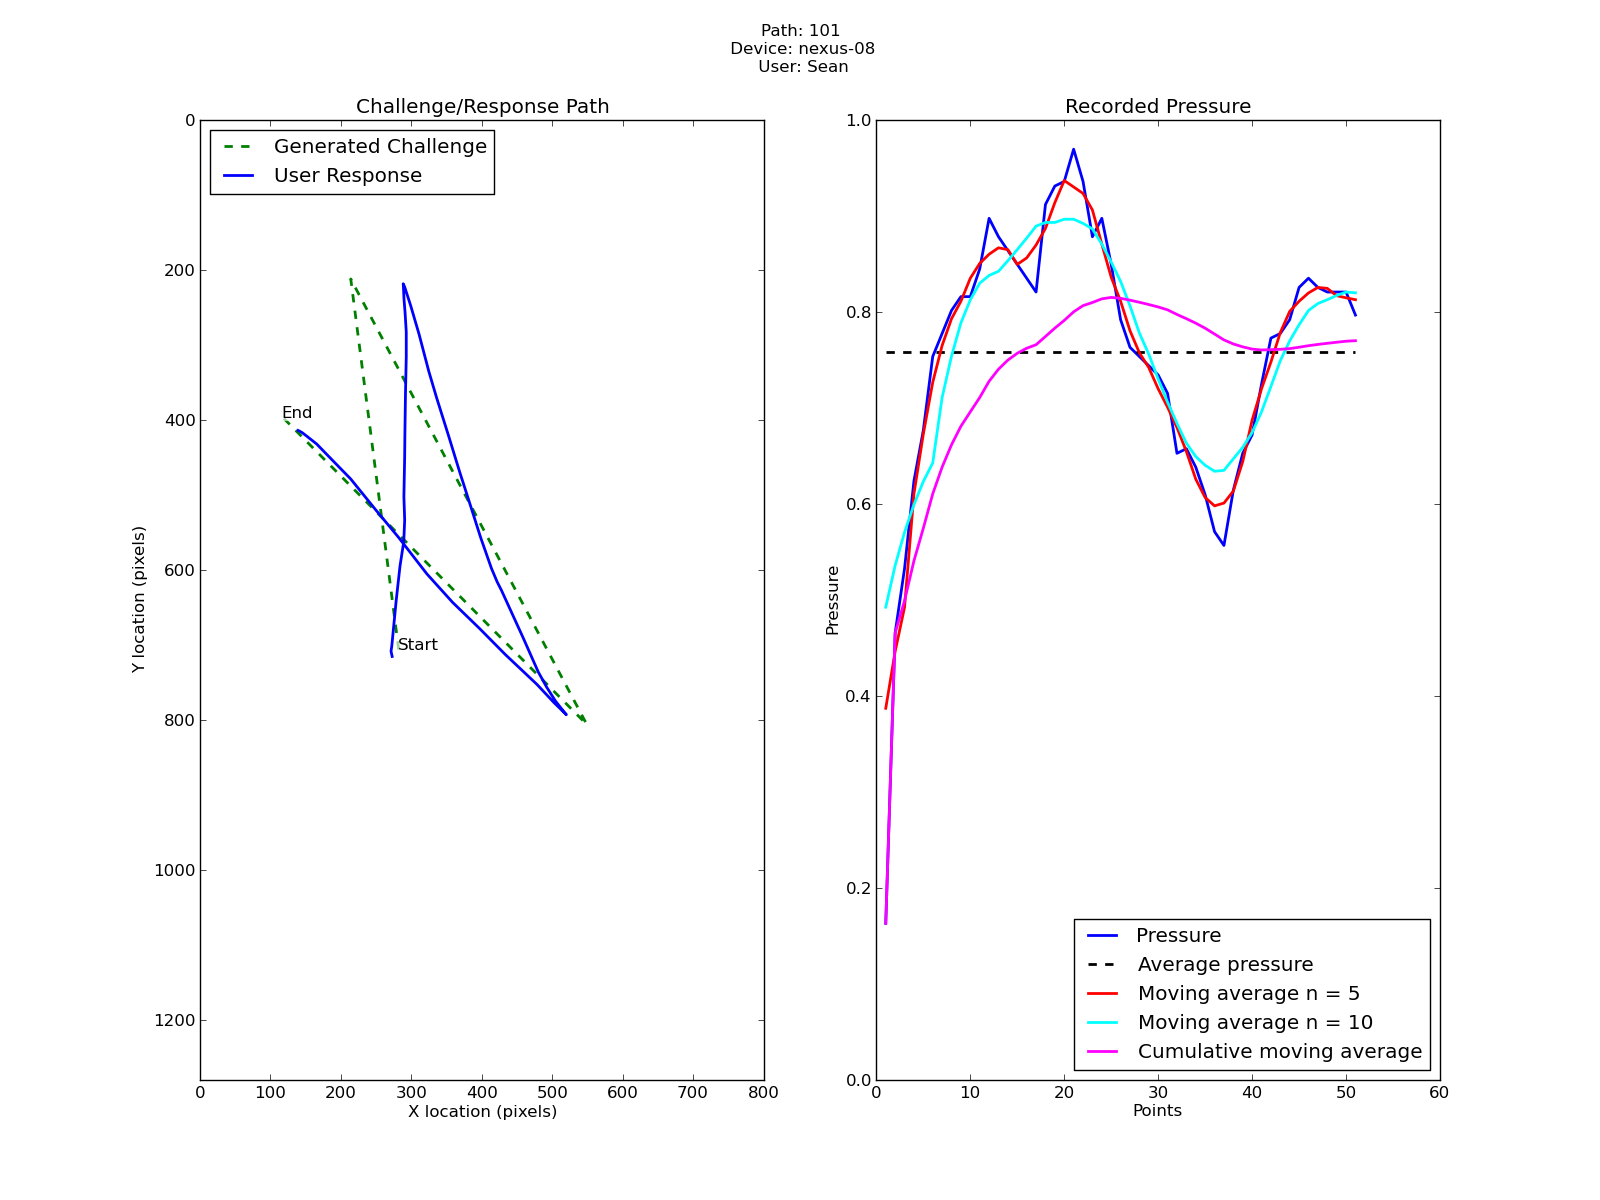 Path: 101
Device: nexus-08
User: Sean
Challenge/Response Path
Generated Challenge
User Response
End
Start
0
200
400
600
800
1000
1200
Y location (pixels)
0 100 200 300 400 500 600 700 800
X location (pixels)
Recorded Pressure
1.0
0.8
0.6
0.4
0.2
0.0
Pressure
Pressure
Average pressure
Moving average n = 5
Moving average n = 10
Cumulative moving average
0 10 20 30 40 50 60
Points